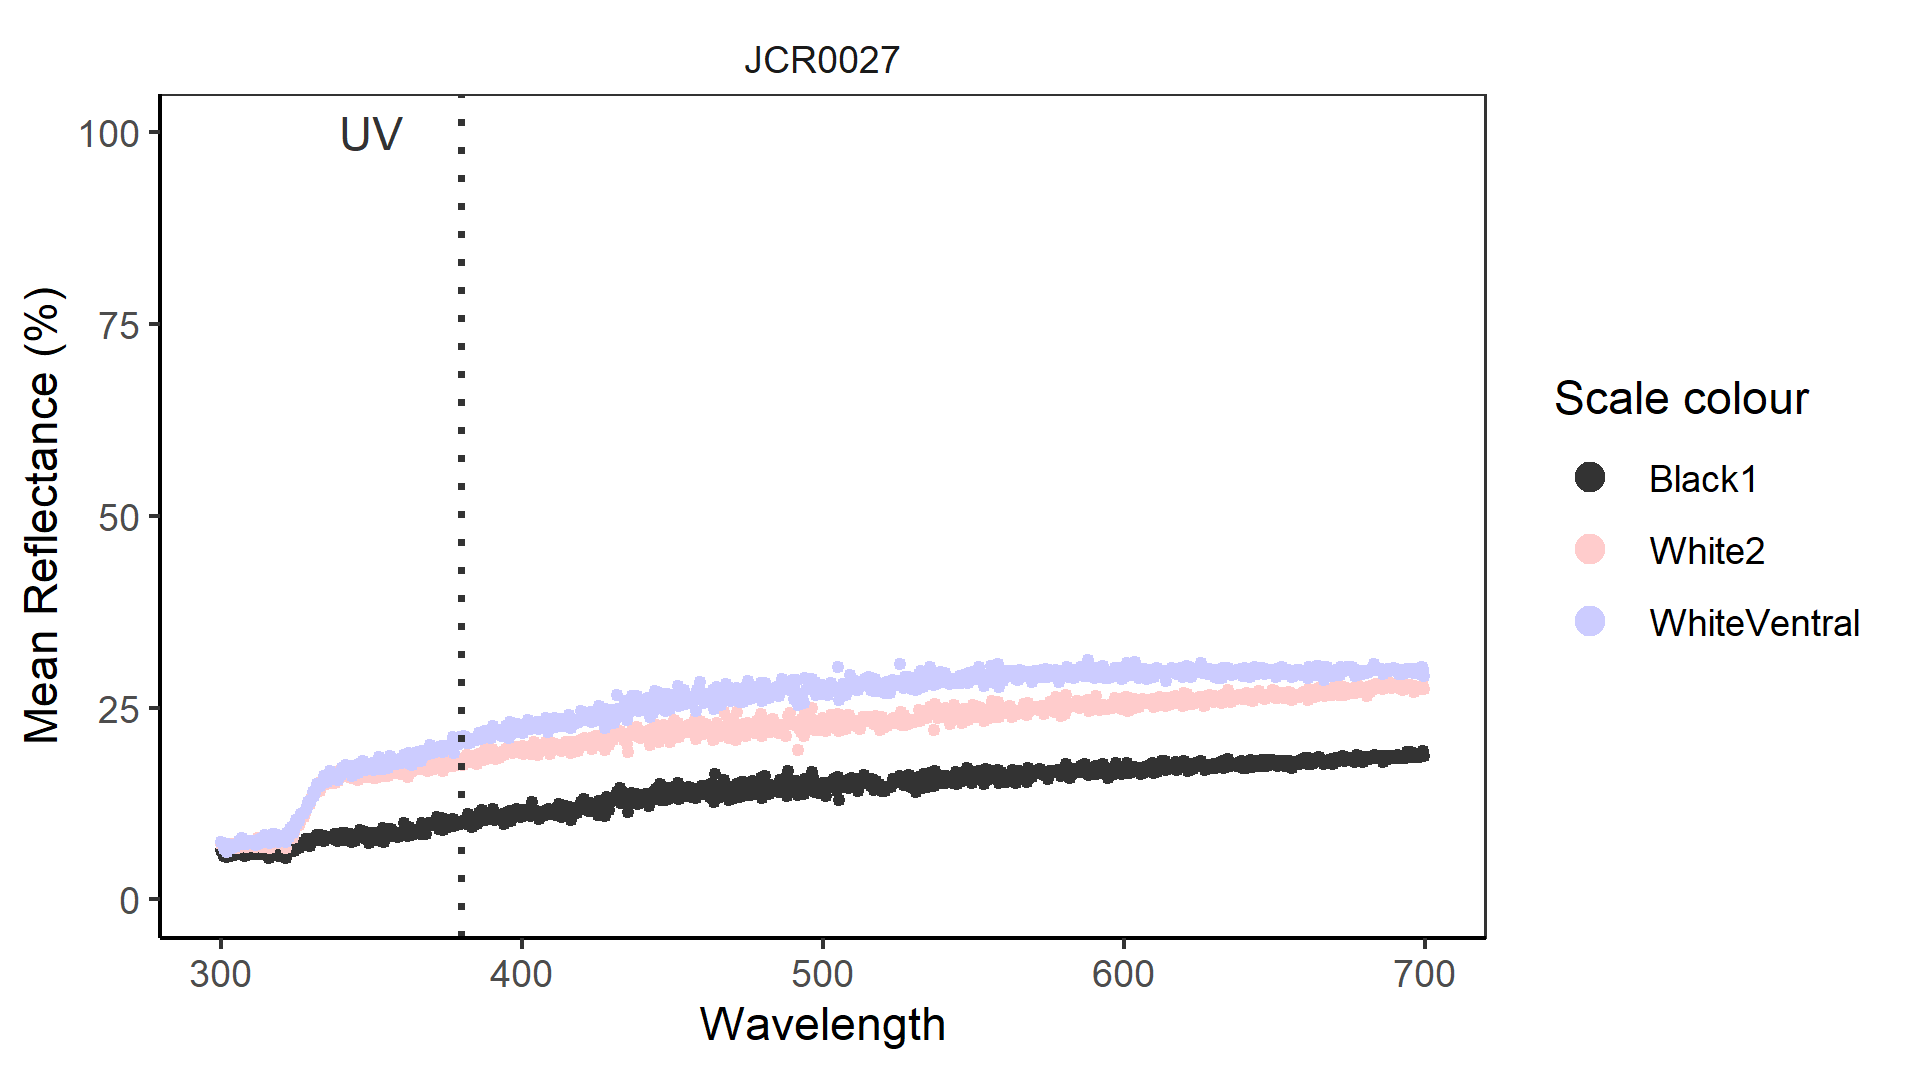 JCR0027
UV
100
75
50
25
0
Mean Reflectance (%)
300 400 500 600 700
Wavelength
Scale colour
Black1
White2
WhiteVentral